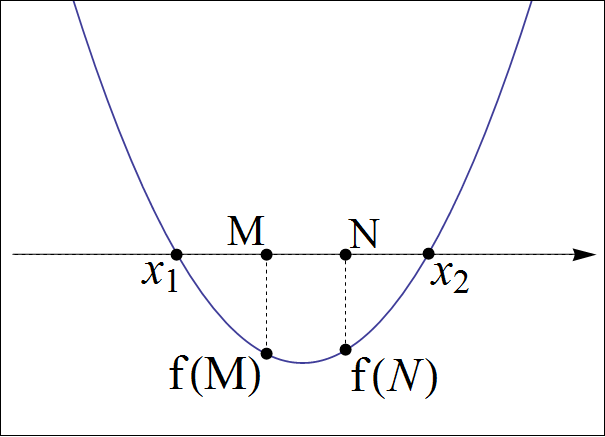 M N
x₁ x₂
f(M) f(N)